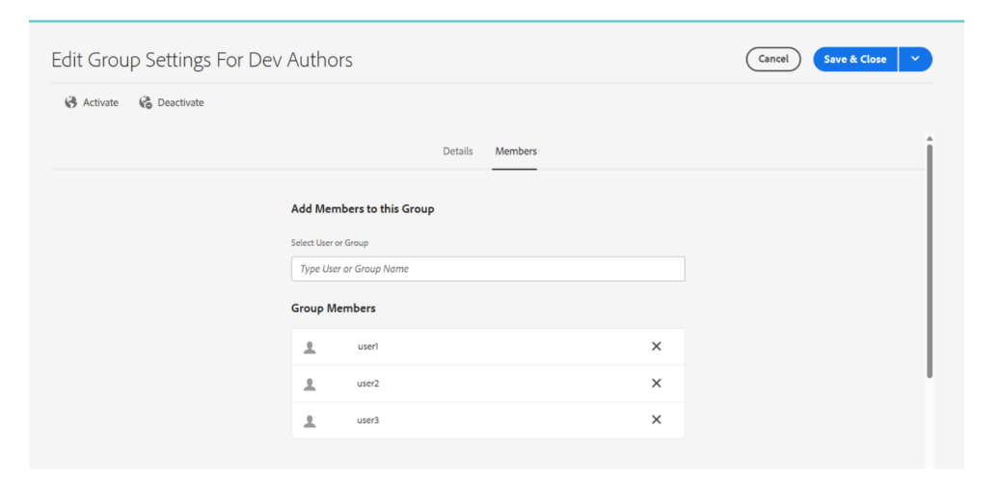 Edit Group Settings For Dev Authors
Cancel
Save & Close
Activate
Deactivate
Details
Members
Add Members to this Group
Select User or Group
Type User or Group Name
Group Members
user1
user2
user3